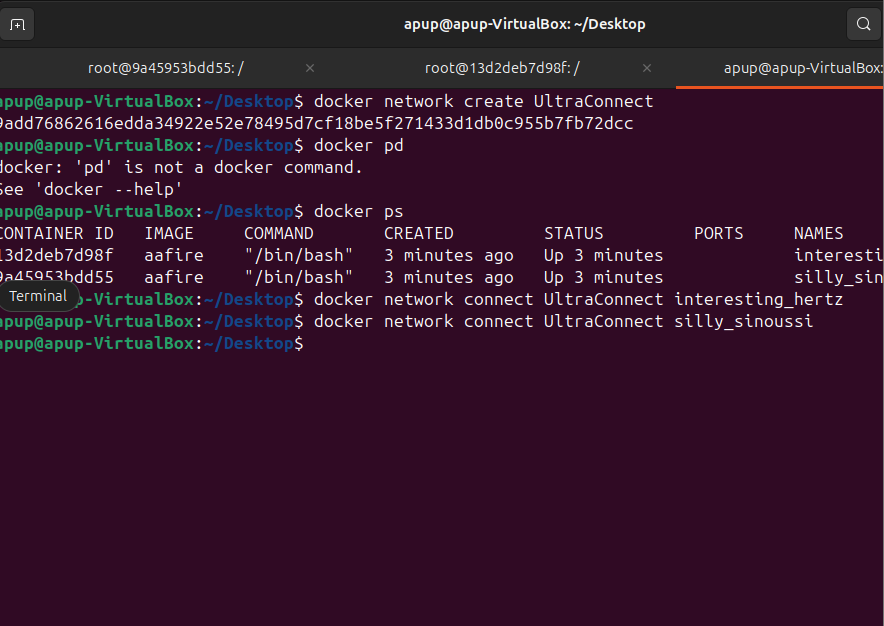 apup@apup-VirtualBox: ~/Desktop
root@9a45953bdd55: /
root@13d2deb7d98f: /
apup@apup-VirtualBox:
apup@apup-VirtualBox:~/Desktop$ docker network create UltraConnect
9add76862616edda34922e52e78495d7cf18be5f271433d1db0c955b7fb72dcc
apup@apup-VirtualBox:~/Desktop$ docker pd
docker: 'pd' is not a docker command.
See 'docker --help'
apup@apup-VirtualBox:~/Desktop$ docker ps
CONTAINER ID IMAGE COMMAND CREATED STATUS PORTS NAMES
13d2deb7d98f aafire "/bin/bash" 3 minutes ago Up 3 minutes interesti
9a45953bdd55 aafire "/bin/bash" 3 minutes ago Up 3 minutes silly_sin
Terminal
:~/Desktop$ docker network connect UltraConnect interesting_hertz
apup@apup-VirtualBox:~/Desktop$ docker network connect UltraConnect silly_sinoussi
apup@apup-VirtualBox:~/Desktop$